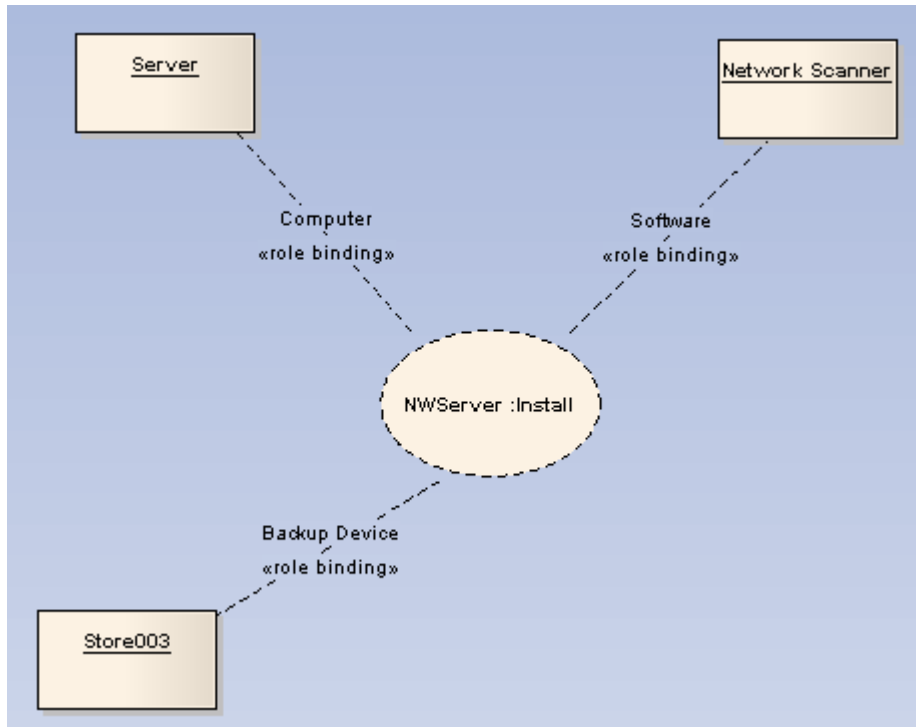 Server
Network Scanner
Computer
«role binding»
Software
«role binding»
NWServer :Install
Backup Device
«role binding»
Store003